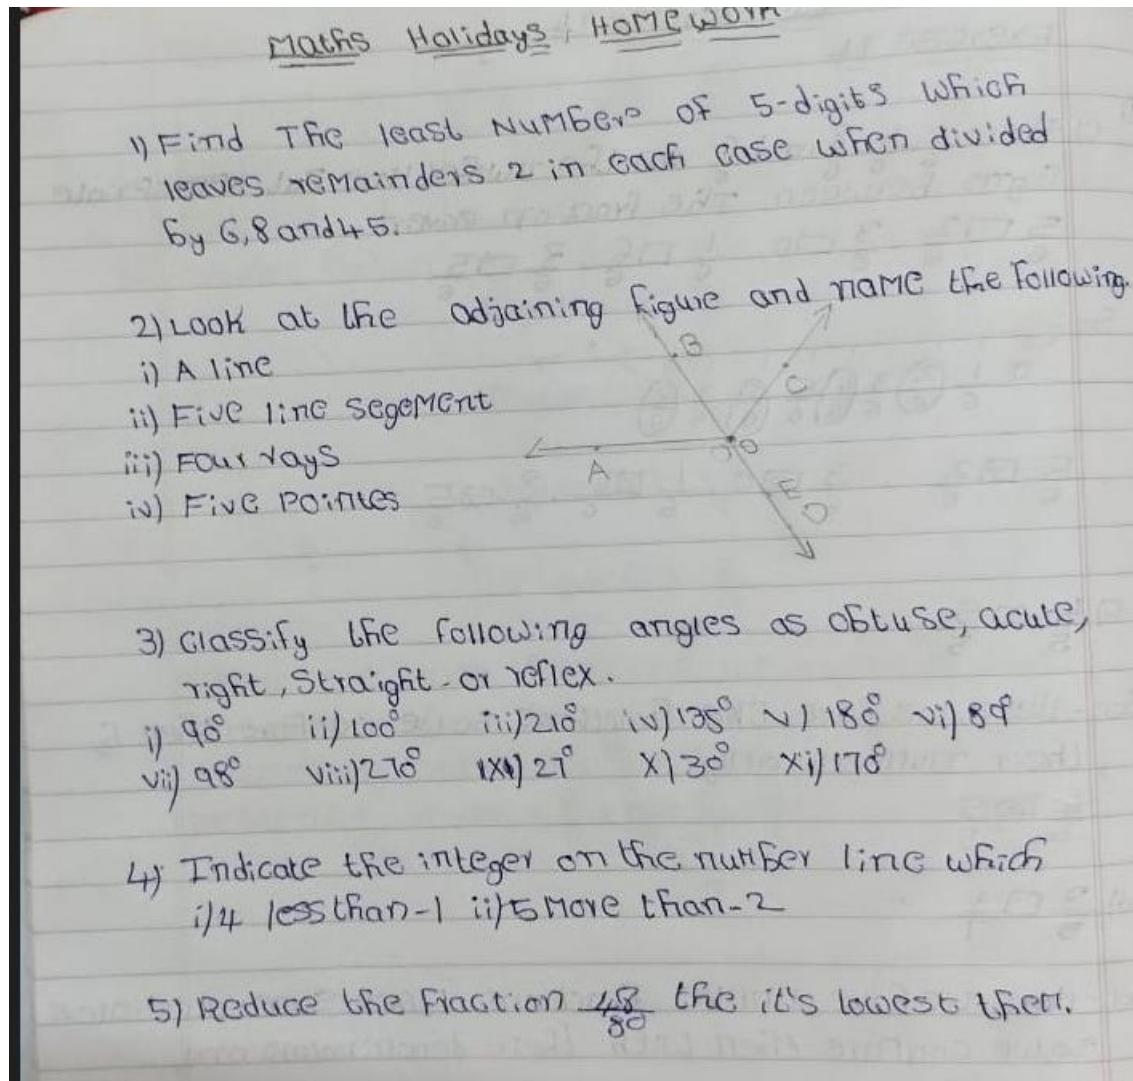 Maths Holidays, HOMEWORK
1) Find The least Number of 5-digits which
leaves remainders 2 in each case when divided
by 6,8 and 45.
2) Look at the adjaining figure and name the following.
i) A line
ii) Five line segement
iii) Four rays
iv) Five Pointes
B
C
A
O
E
D
3) Classify the following angles as obtuse, acute,
right, Straight or reflex.
i) 90° ii) 100° iii) 210° iv) 135° v) 180° vi) 89°
vii) 98° viii) 270° ix) 27° x) 30° xi) 170°
4) Indicate the integer on the number line which
i) 4 less than -1 ii) 5 More than -2
5) Reduce the fraction 48/80 the it's lowest them.